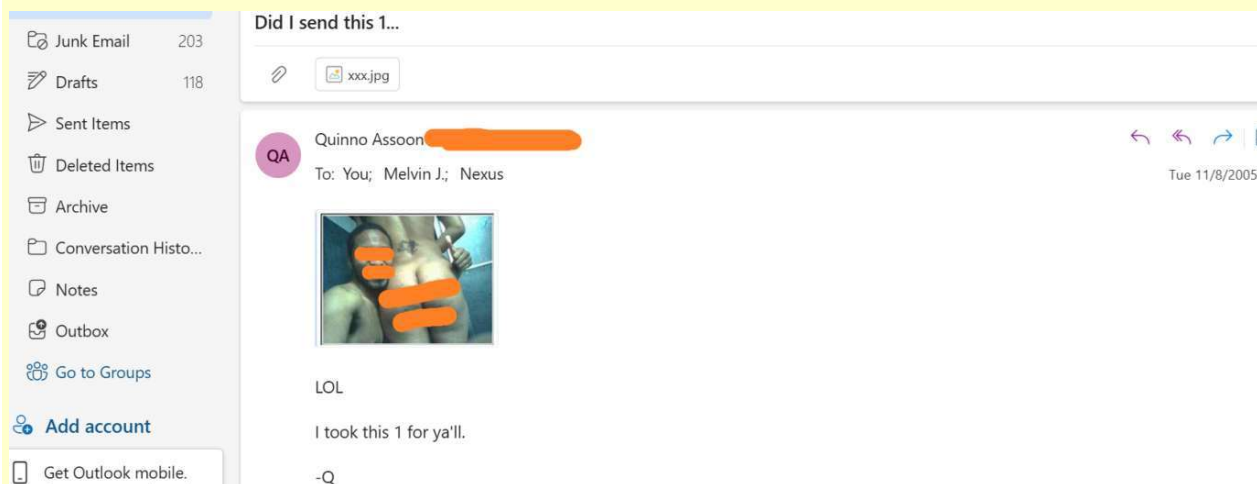 Did I send this 1...
Junk Email 203
xxx.jpg
Drafts 118
Sent Items
Quinno Assoon
QA
To: You; Melvin J.; Nexus
Tue 11/8/2005
Deleted Items
Archive
Conversation Histo...
Notes
Outbox
Go to Groups
LOL
Add account
I took this 1 for ya'll.
Get Outlook mobile.
-Q